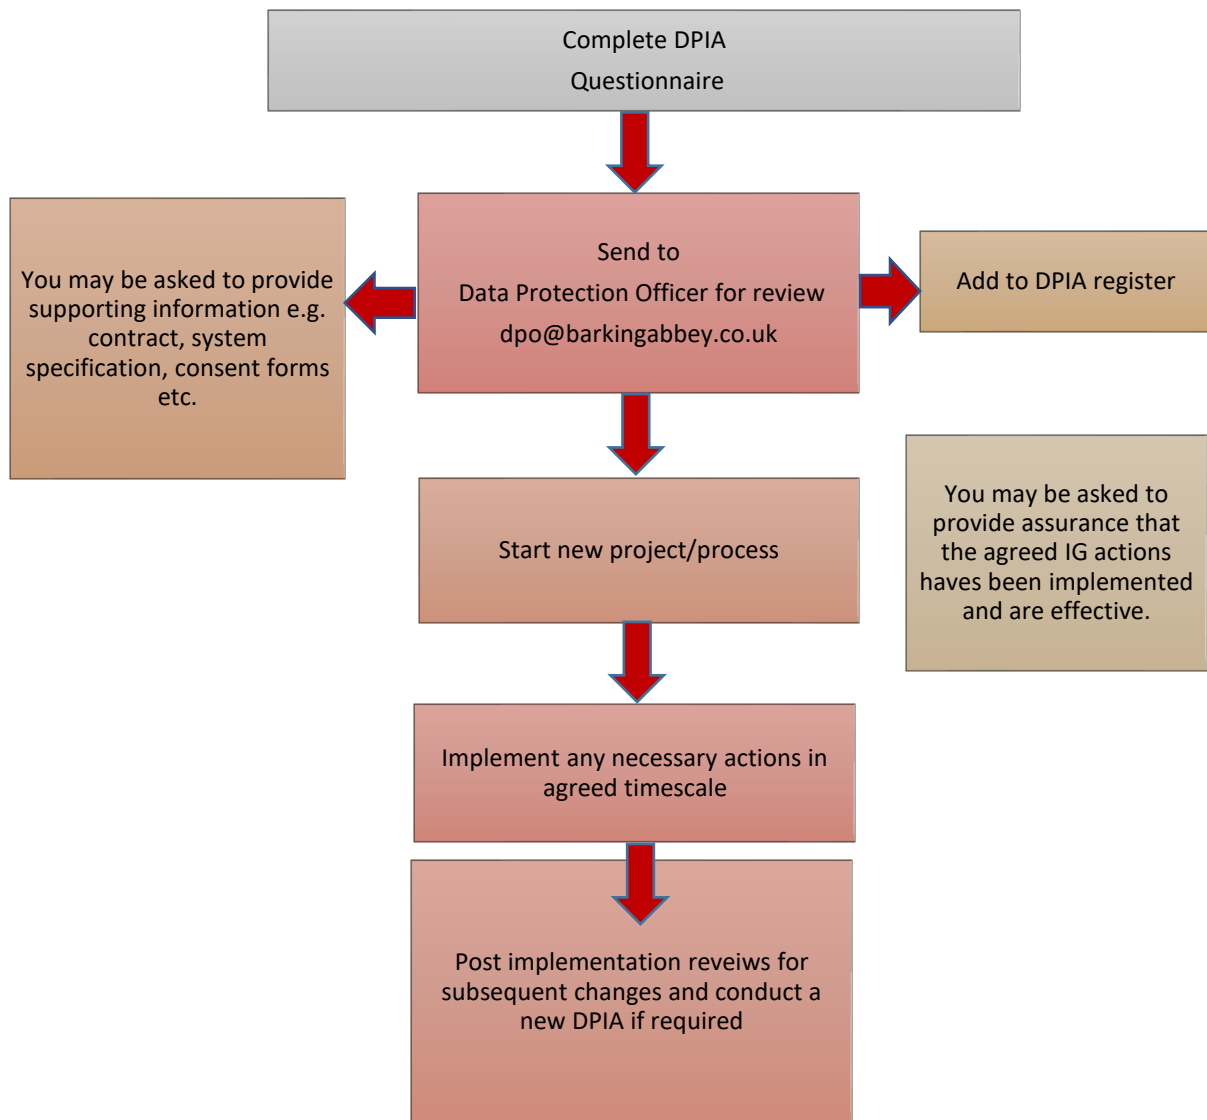 Complete DPIA
Questionnaire
Send to
Data Protection Officer for review
dpo@barkingabbey.co.uk
You may be asked to provide
supporting information e.g.
contract, system
specification, consent forms
etc.
Add to DPIA register
Start new project/process
You may be asked to
provide assurance that
the agreed IG actions
haves been implemented
and are effective.
Implement any necessary actions in
agreed timescale
Post implementation reveiws for
subsequent changes and conduct a
new DPIA if required